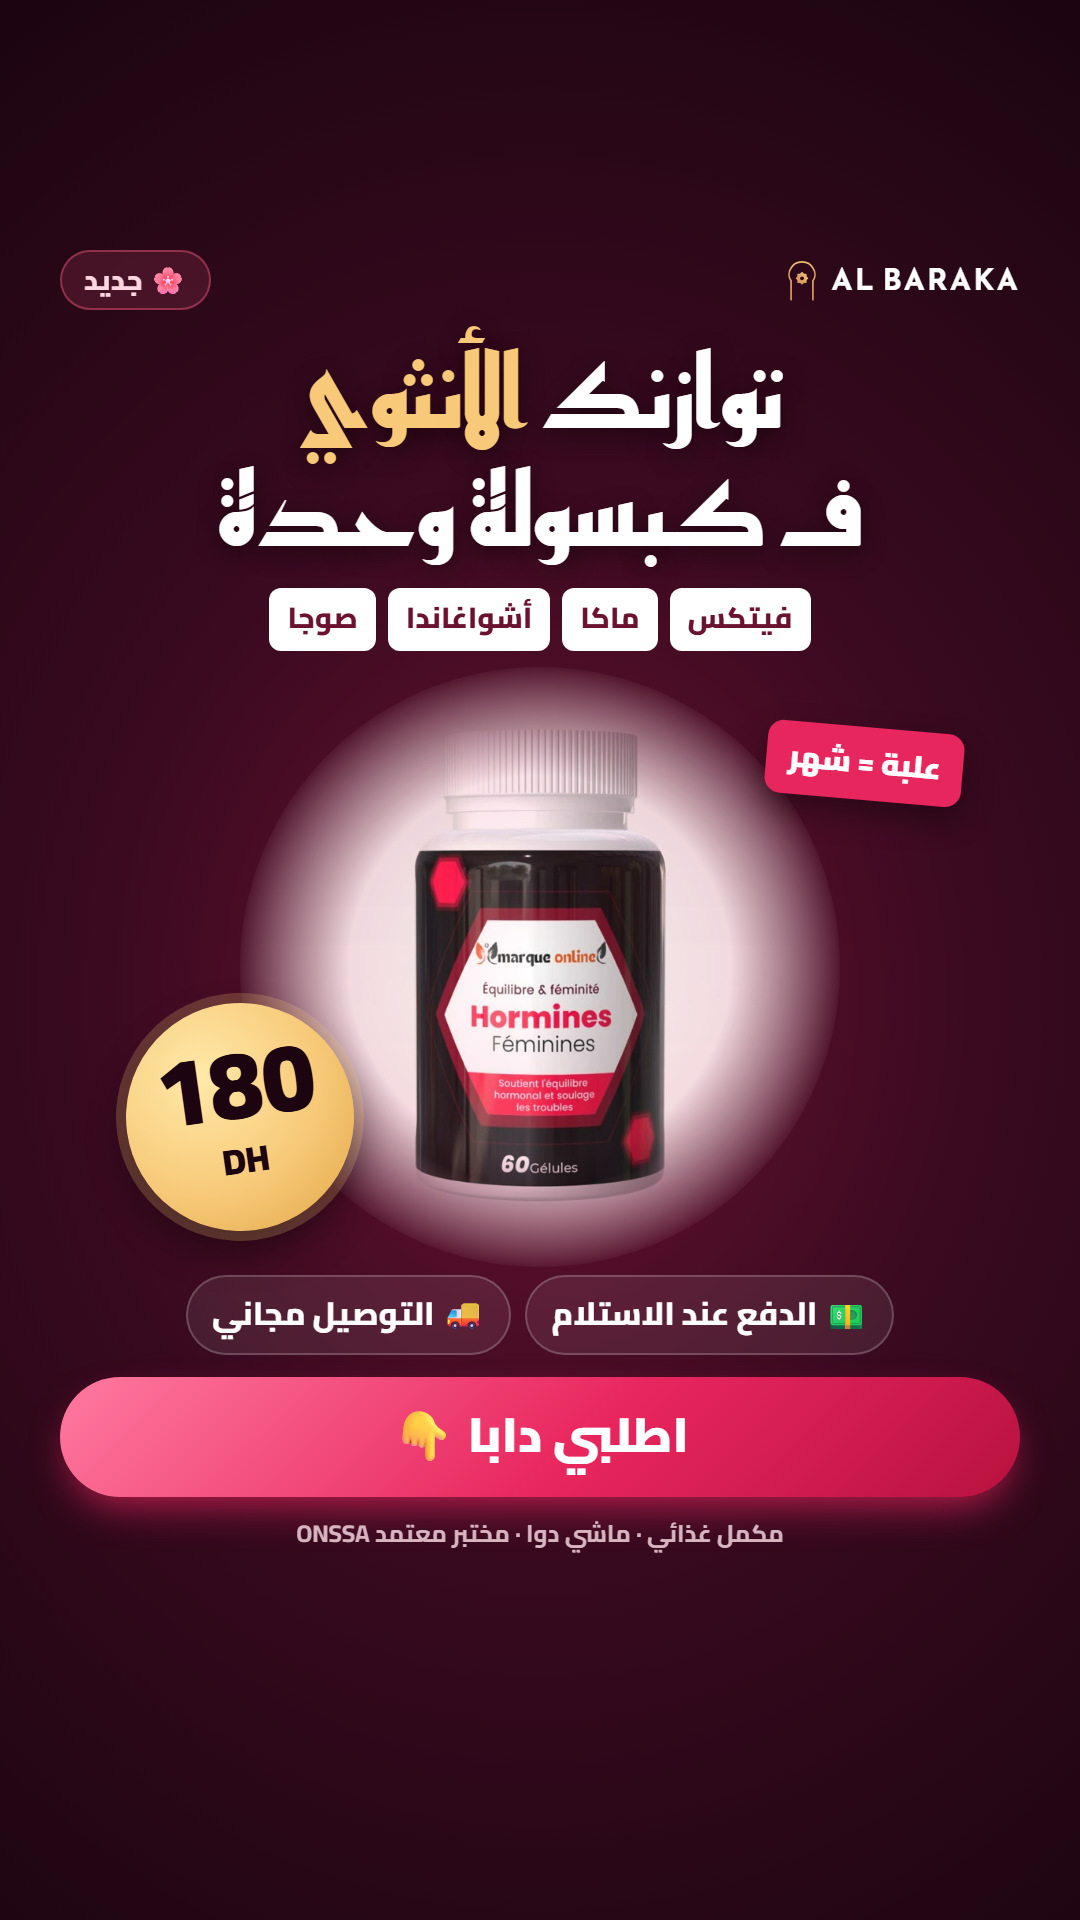 AL BARAKA
🌸 جديد
توازنك الأنثوي
ف كبسولة وحدة
فيتكس
ماكا
أشواغاندا
صوجا
علبة = شهر
marque online
Équilibre & féminité
Hormines
Féminines
Soutient l'équilibre
hormonal et soulage
les troubles
60 Gélules
180
DH
💵 الدفع عند الاستلام
🚚 التوصيل مجاني
اطلبي دابا 👇
مكمل غذائي · ماشي دوا · مختبر معتمد ONSSA